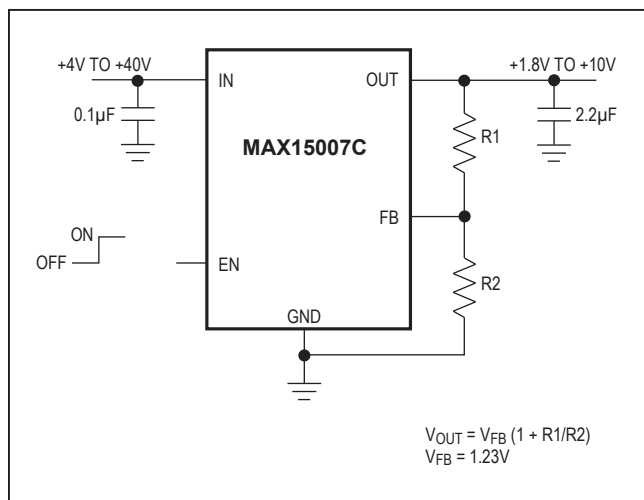 +4V TO +40V
+1.8V TO +10V
IN
OUT
0.1µF
2.2µF
MAX15007C
R1
FB
ON
OFF
EN
R2
GND
VOUT = VFB (1 + R1/R2)
VFB = 1.23V